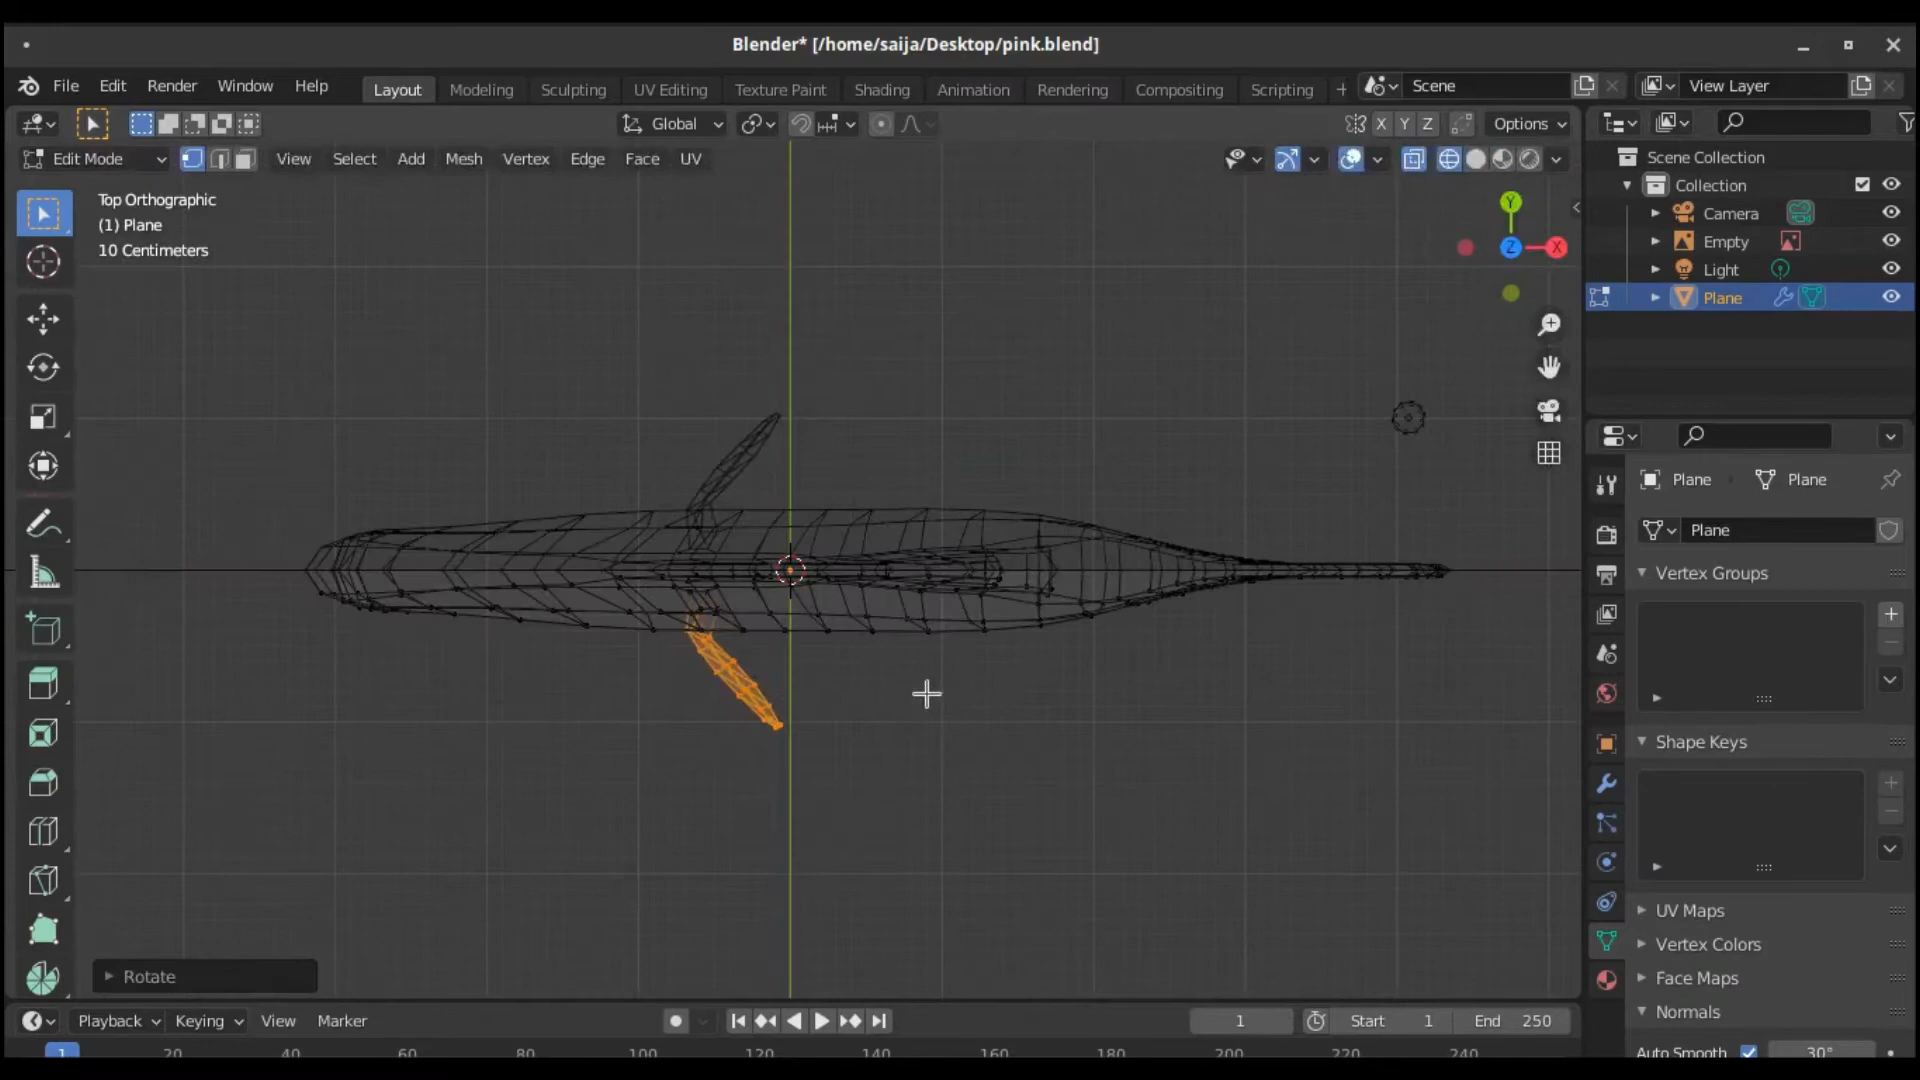 Blender* [/home/saija/Desktop/pink.blend]
File Edit Render Window Help Layout Modeling Sculpting UV Editing Texture Paint Shading Animation Rendering Compositing Scripting + Scene View Layer
Global X Y Z Options
Edit Mode View Select Add Mesh Vertex Edge Face UV
Top Orthographic
(1) Plane
10 Centimeters
Y
Z X
Scene Collection
Collection
Camera
Empty
Light
Plane
Plane Plane
Plane
Vertex Groups
Shape Keys
UV Maps
Vertex Colors
Face Maps
Normals
Auto Smooth 30°
Rotate
Playback Keying View Marker 1 Start 1 End 250
1 20 40 60 80 100 120 140 160 180 200 220 240